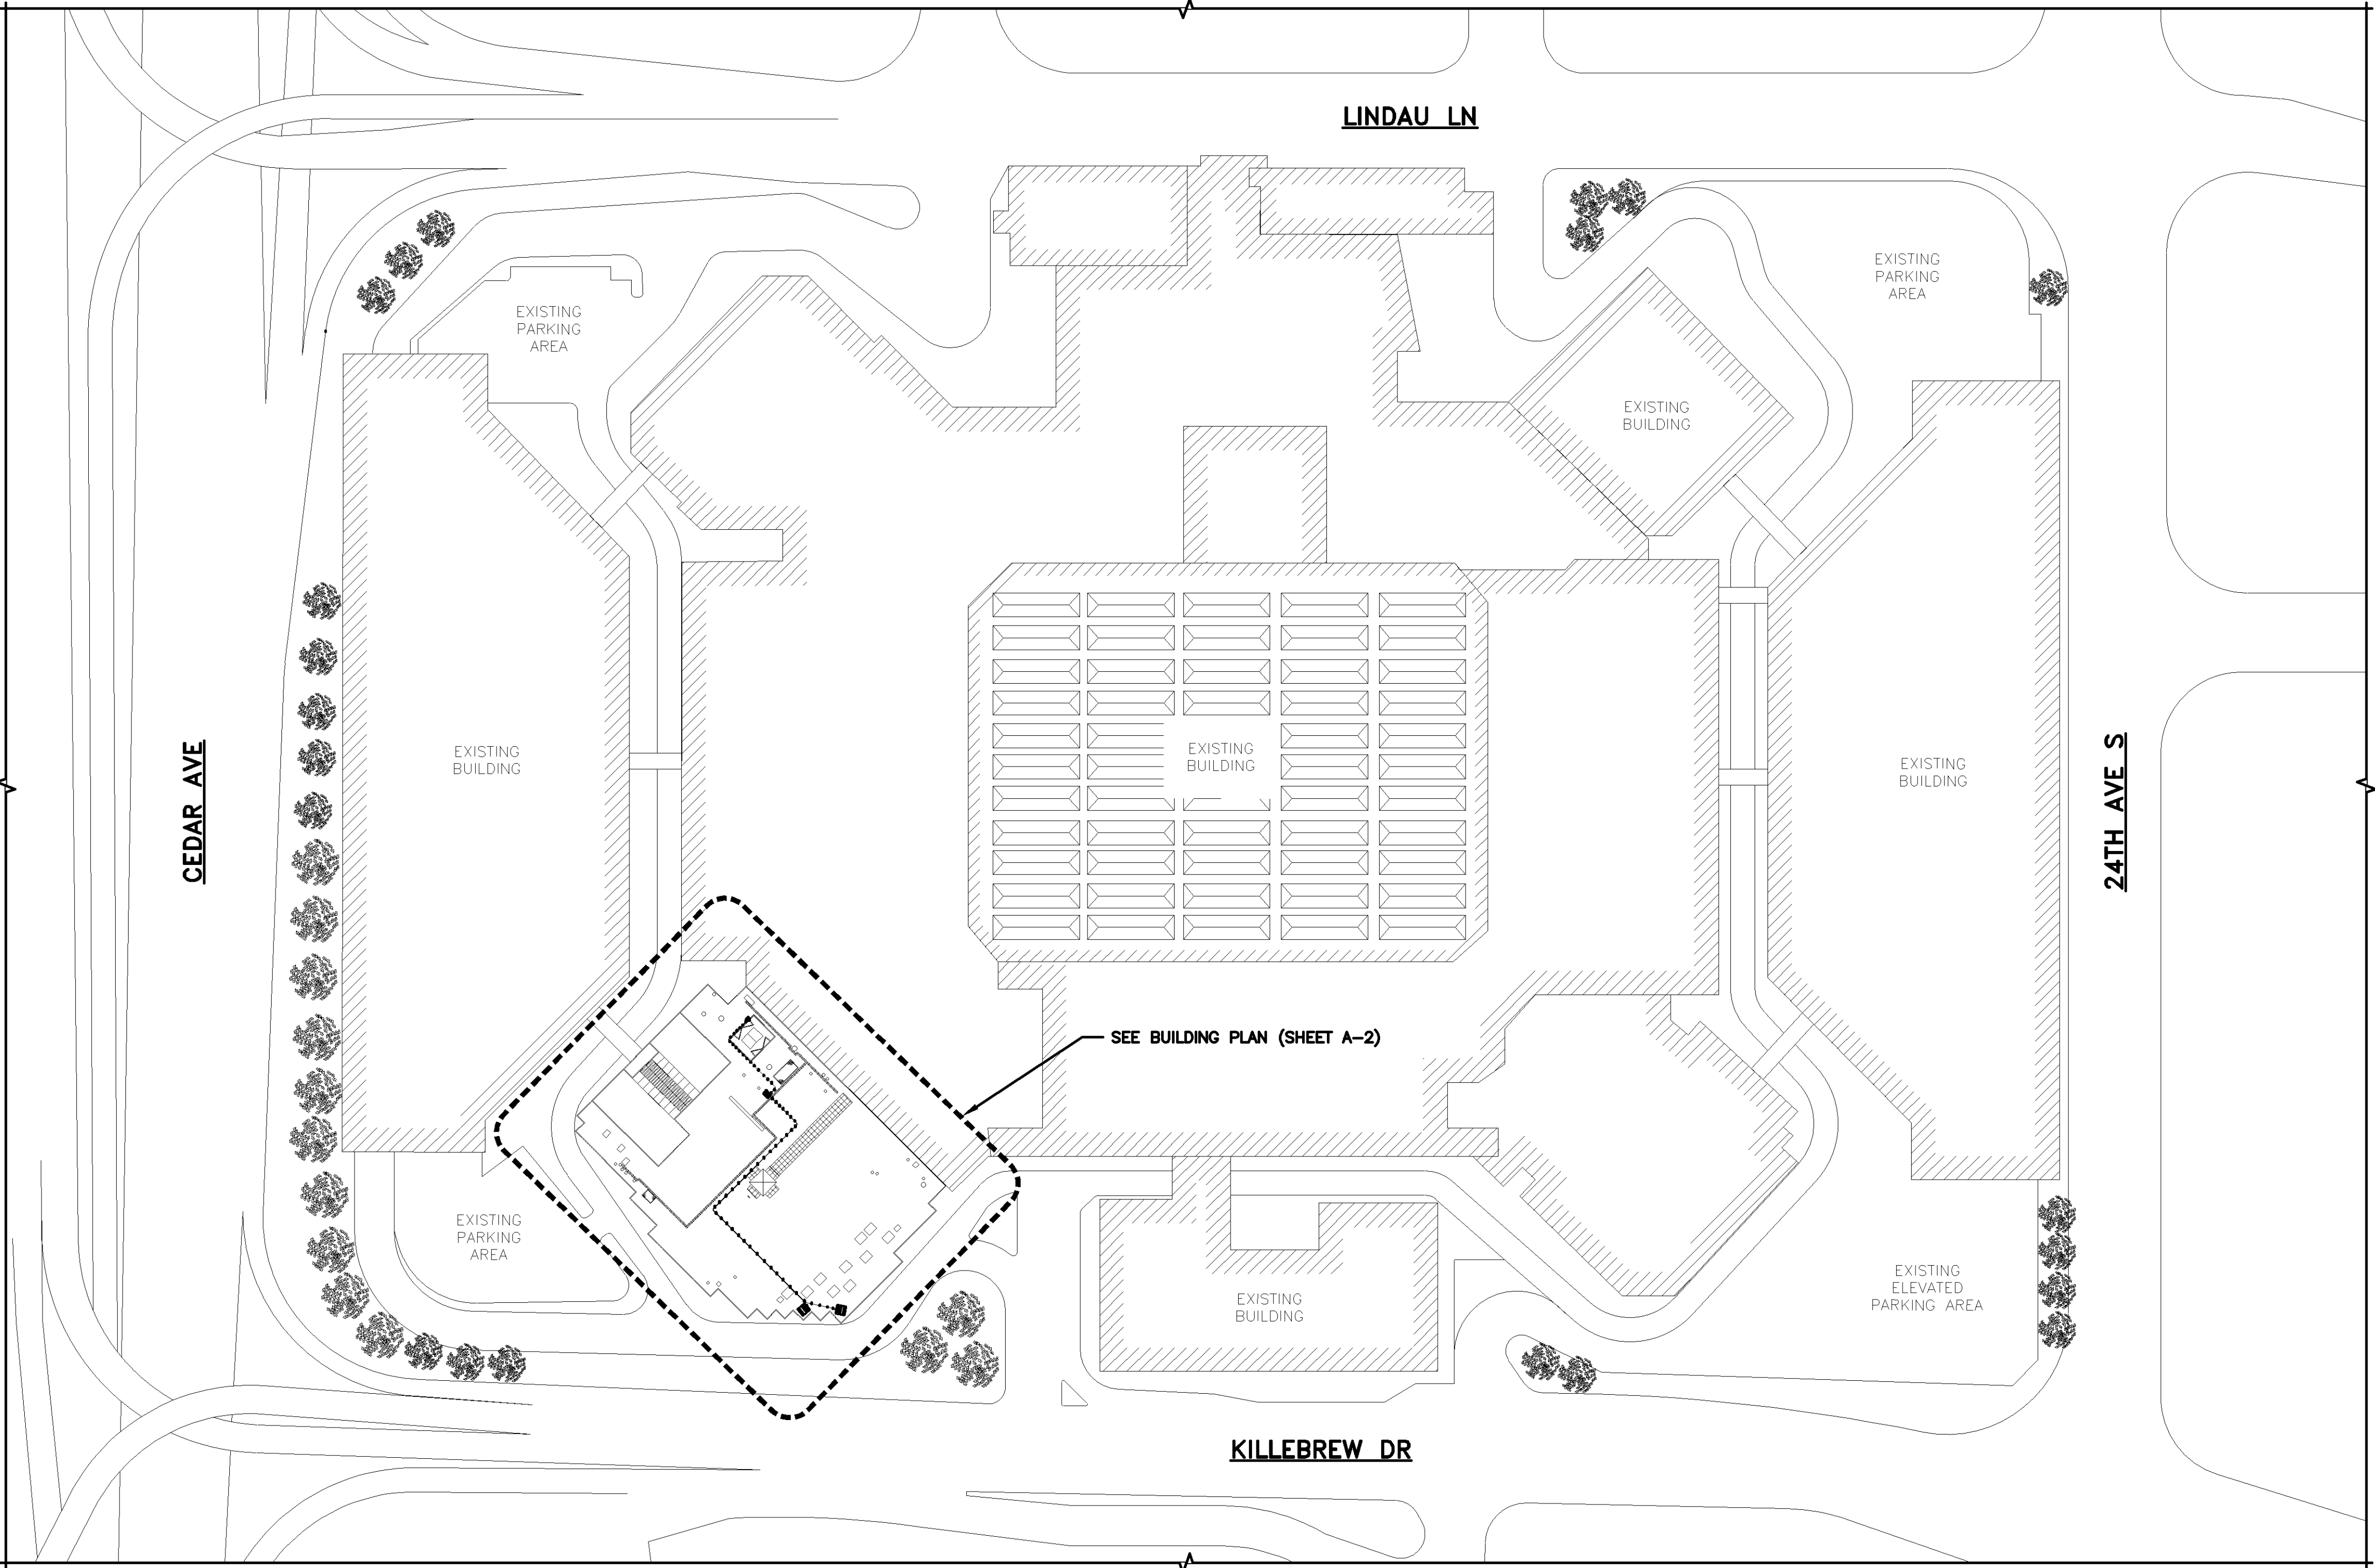 LINDAU LN
EXISTING
PARKING
AREA
EXISTING
PARKING
AREA
EXISTING
BUILDING
CEDAR AVE
EXISTING
BUILDING
EXISTING
BUILDING
EXISTING
BUILDING
24TH AVE S
SEE BUILDING PLAN (SHEET A-2)
EXISTING
PARKING
AREA
EXISTING
BUILDING
EXISTING
ELEVATED
PARKING AREA
KILLEBREW DR